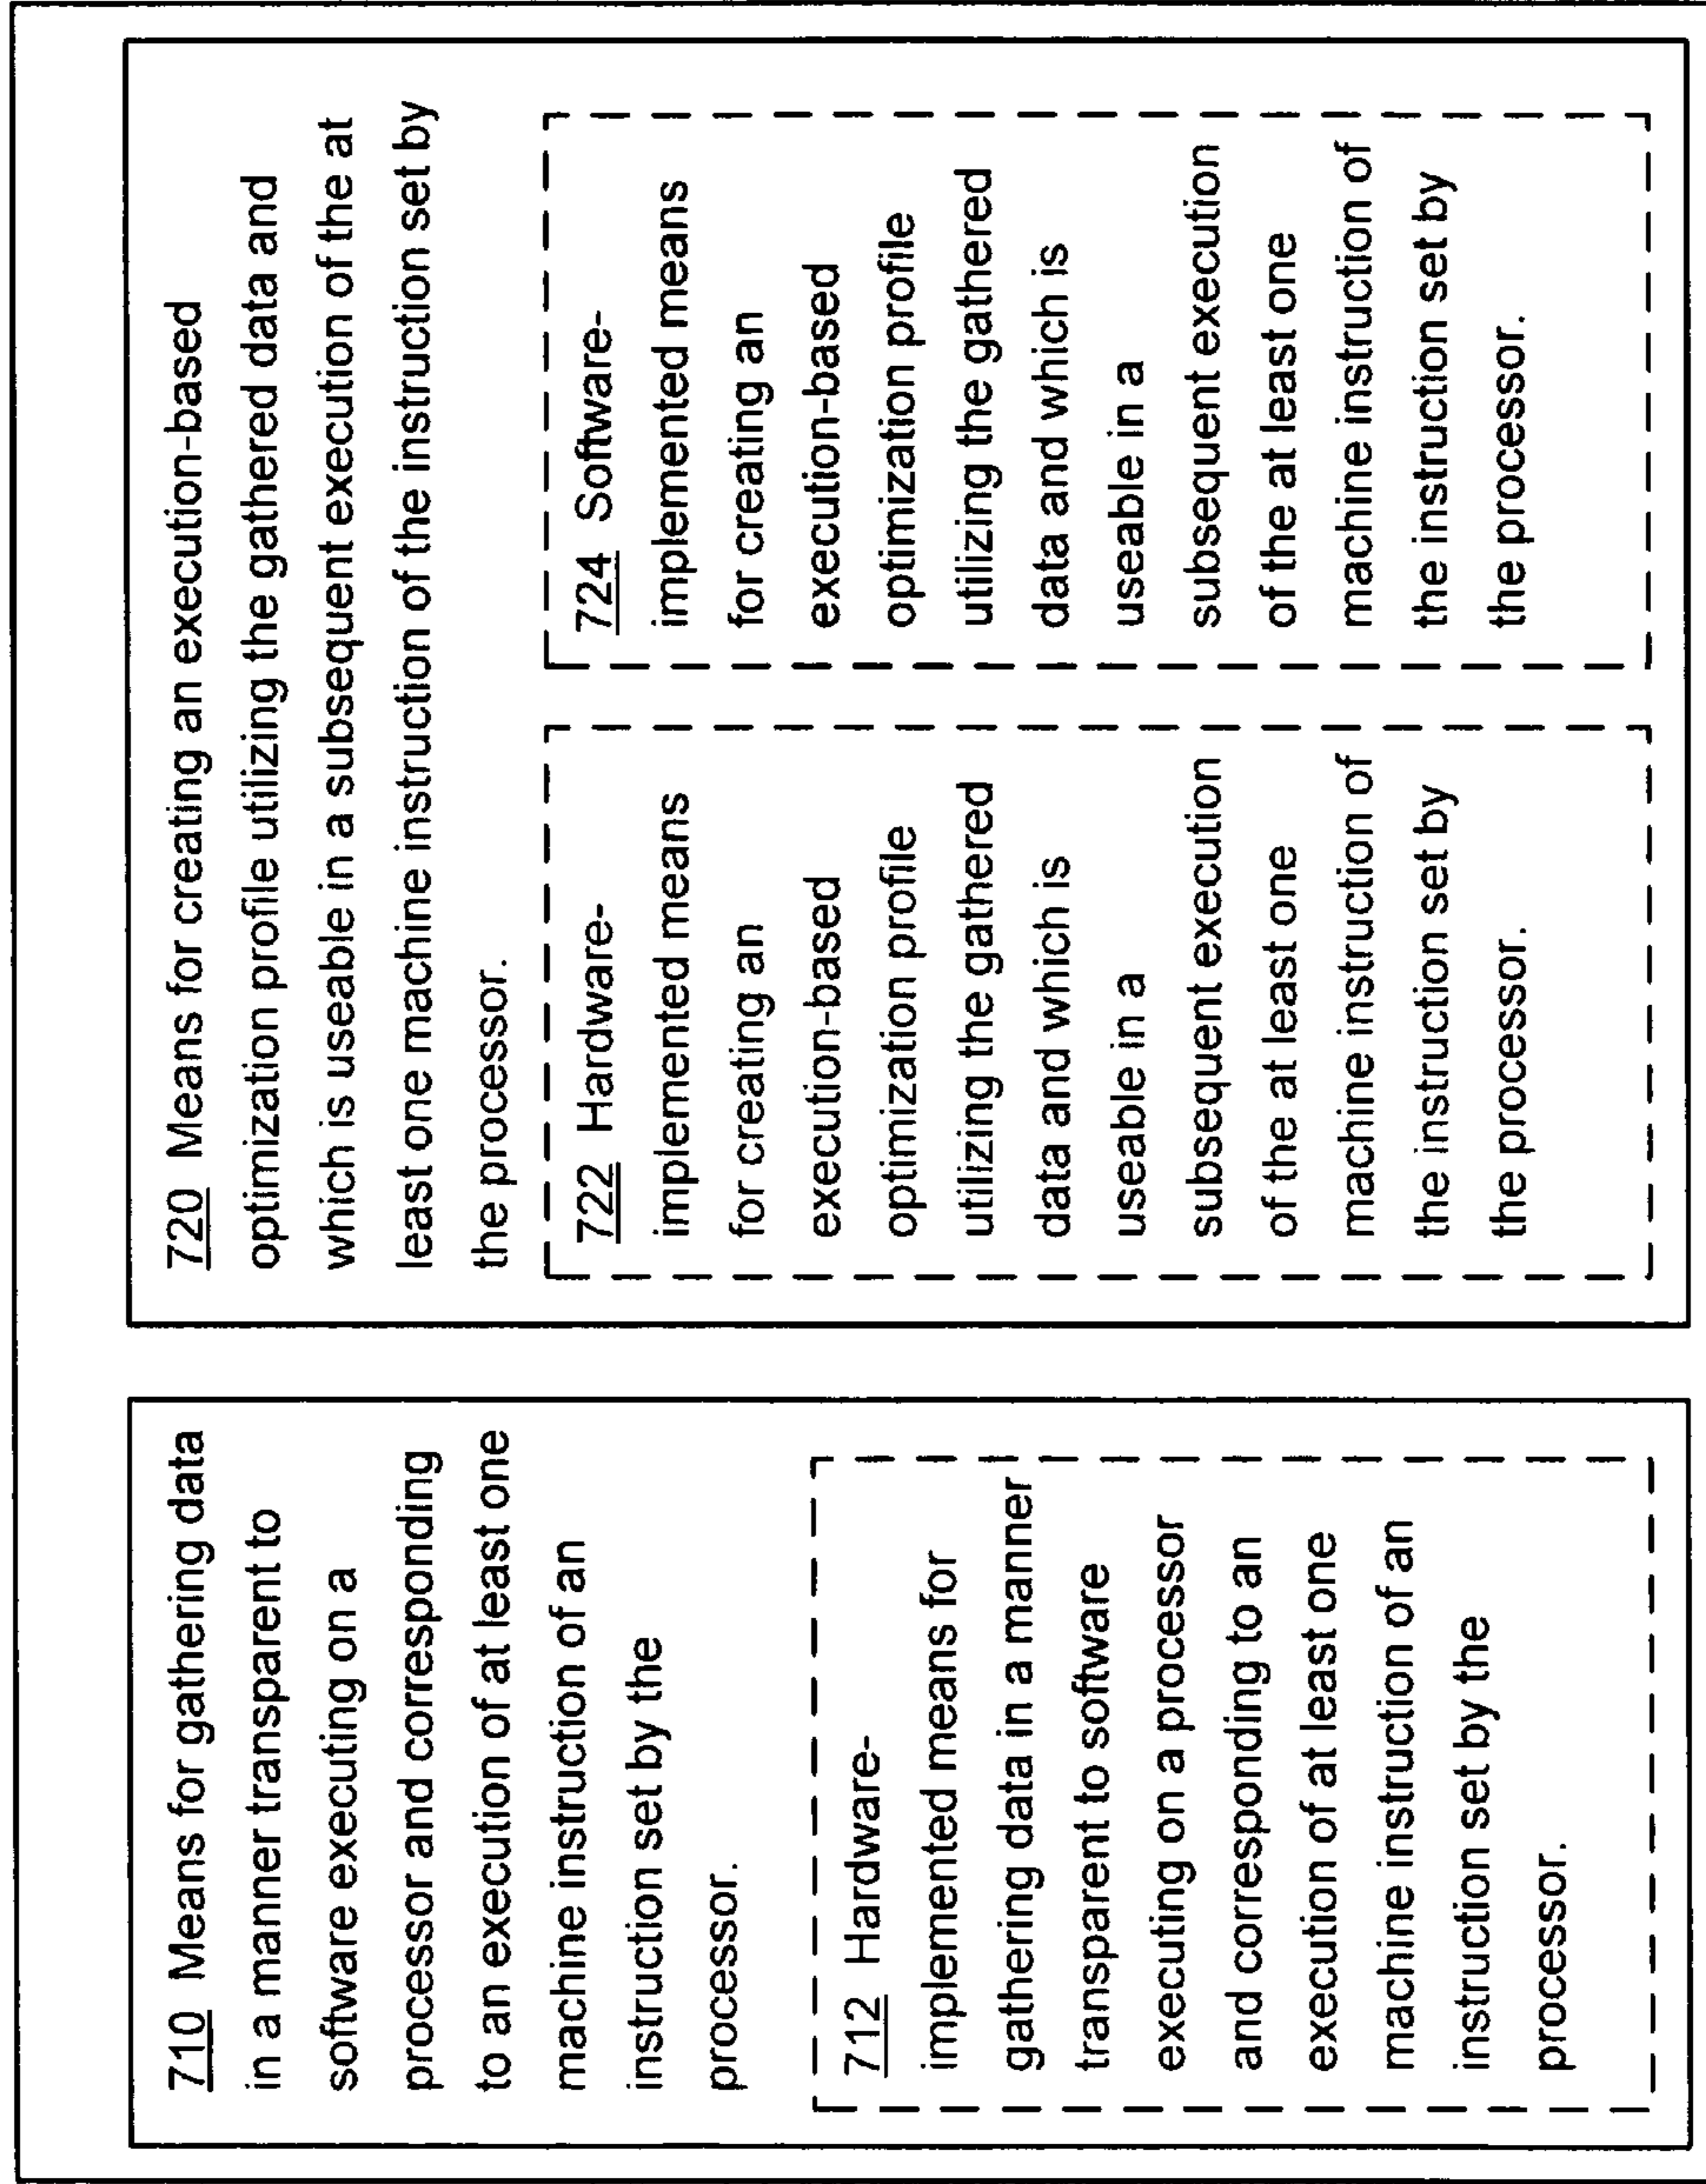 710 Means for gathering data
in a manner transparent to
software executing on a
processor and corresponding
to an execution of at least one
machine instruction of an
instruction set by the
processor.
712 Hardware-
implemented means for
gathering data in a manner
transparent to software
executing on a processor
and corresponding to an
execution of at least one
machine instruction of an
instruction set by the
processor.
720 Means for creating an execution-based
optimization profile utilizing the gathered data and
which is useable in a subsequent execution of the at
least one machine instruction of the instruction set by
the processor.
722 Hardware-
implemented means
for creating an
execution-based
optimization profile
utilizing the gathered
data and which is
useable in a
subsequent execution
of the at least one
machine instruction of
the instruction set by
the processor.
724 Software-
implemented means
for creating an
execution-based
optimization profile
utilizing the gathered
data and which is
useable in a
subsequent execution
of the at least one
machine instruction of
the instruction set by
the processor.